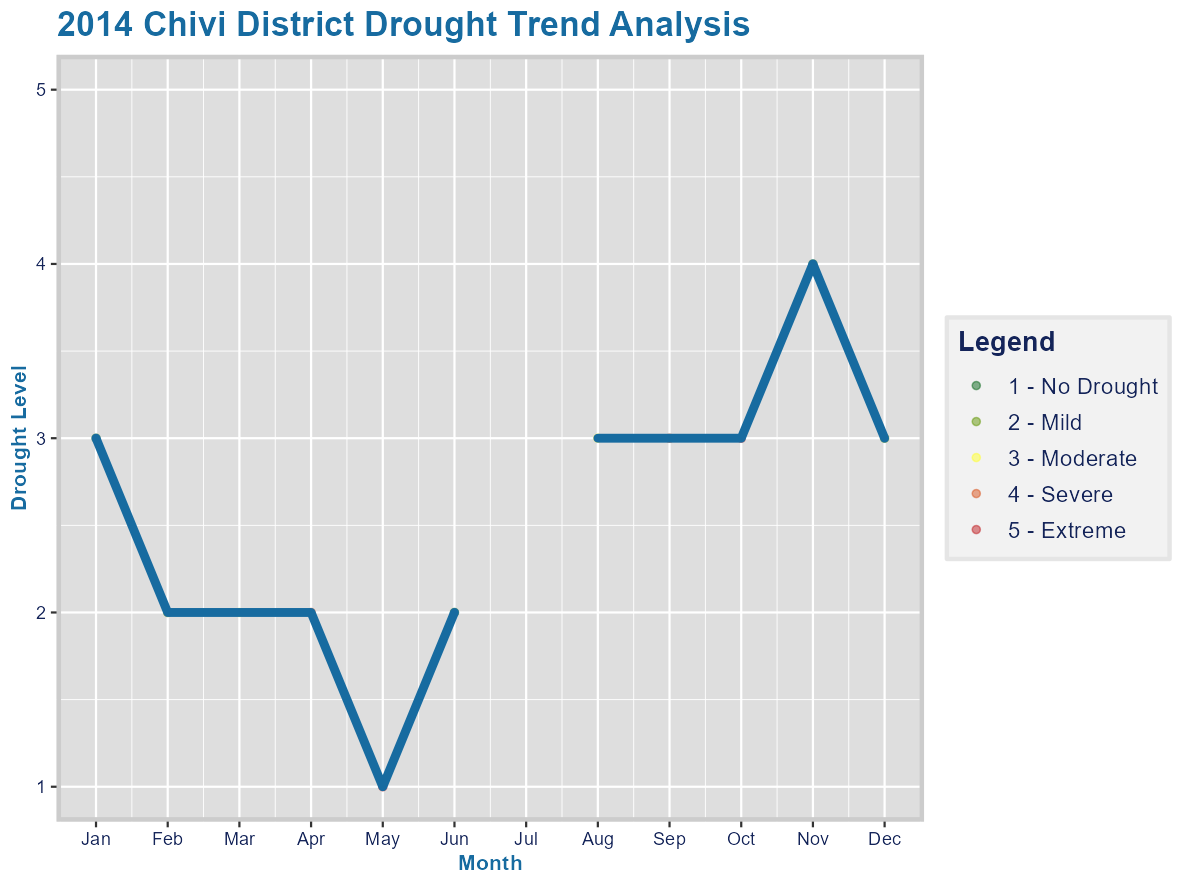 2014 Chivi District Drought Trend Analysis
5
4
3
2
1
Drought Level
Jan Feb Mar Apr May Jun Jul Aug Sep Oct Nov Dec
Month
Legend
1 - No Drought
2 - Mild
3 - Moderate
4 - Severe
5 - Extreme